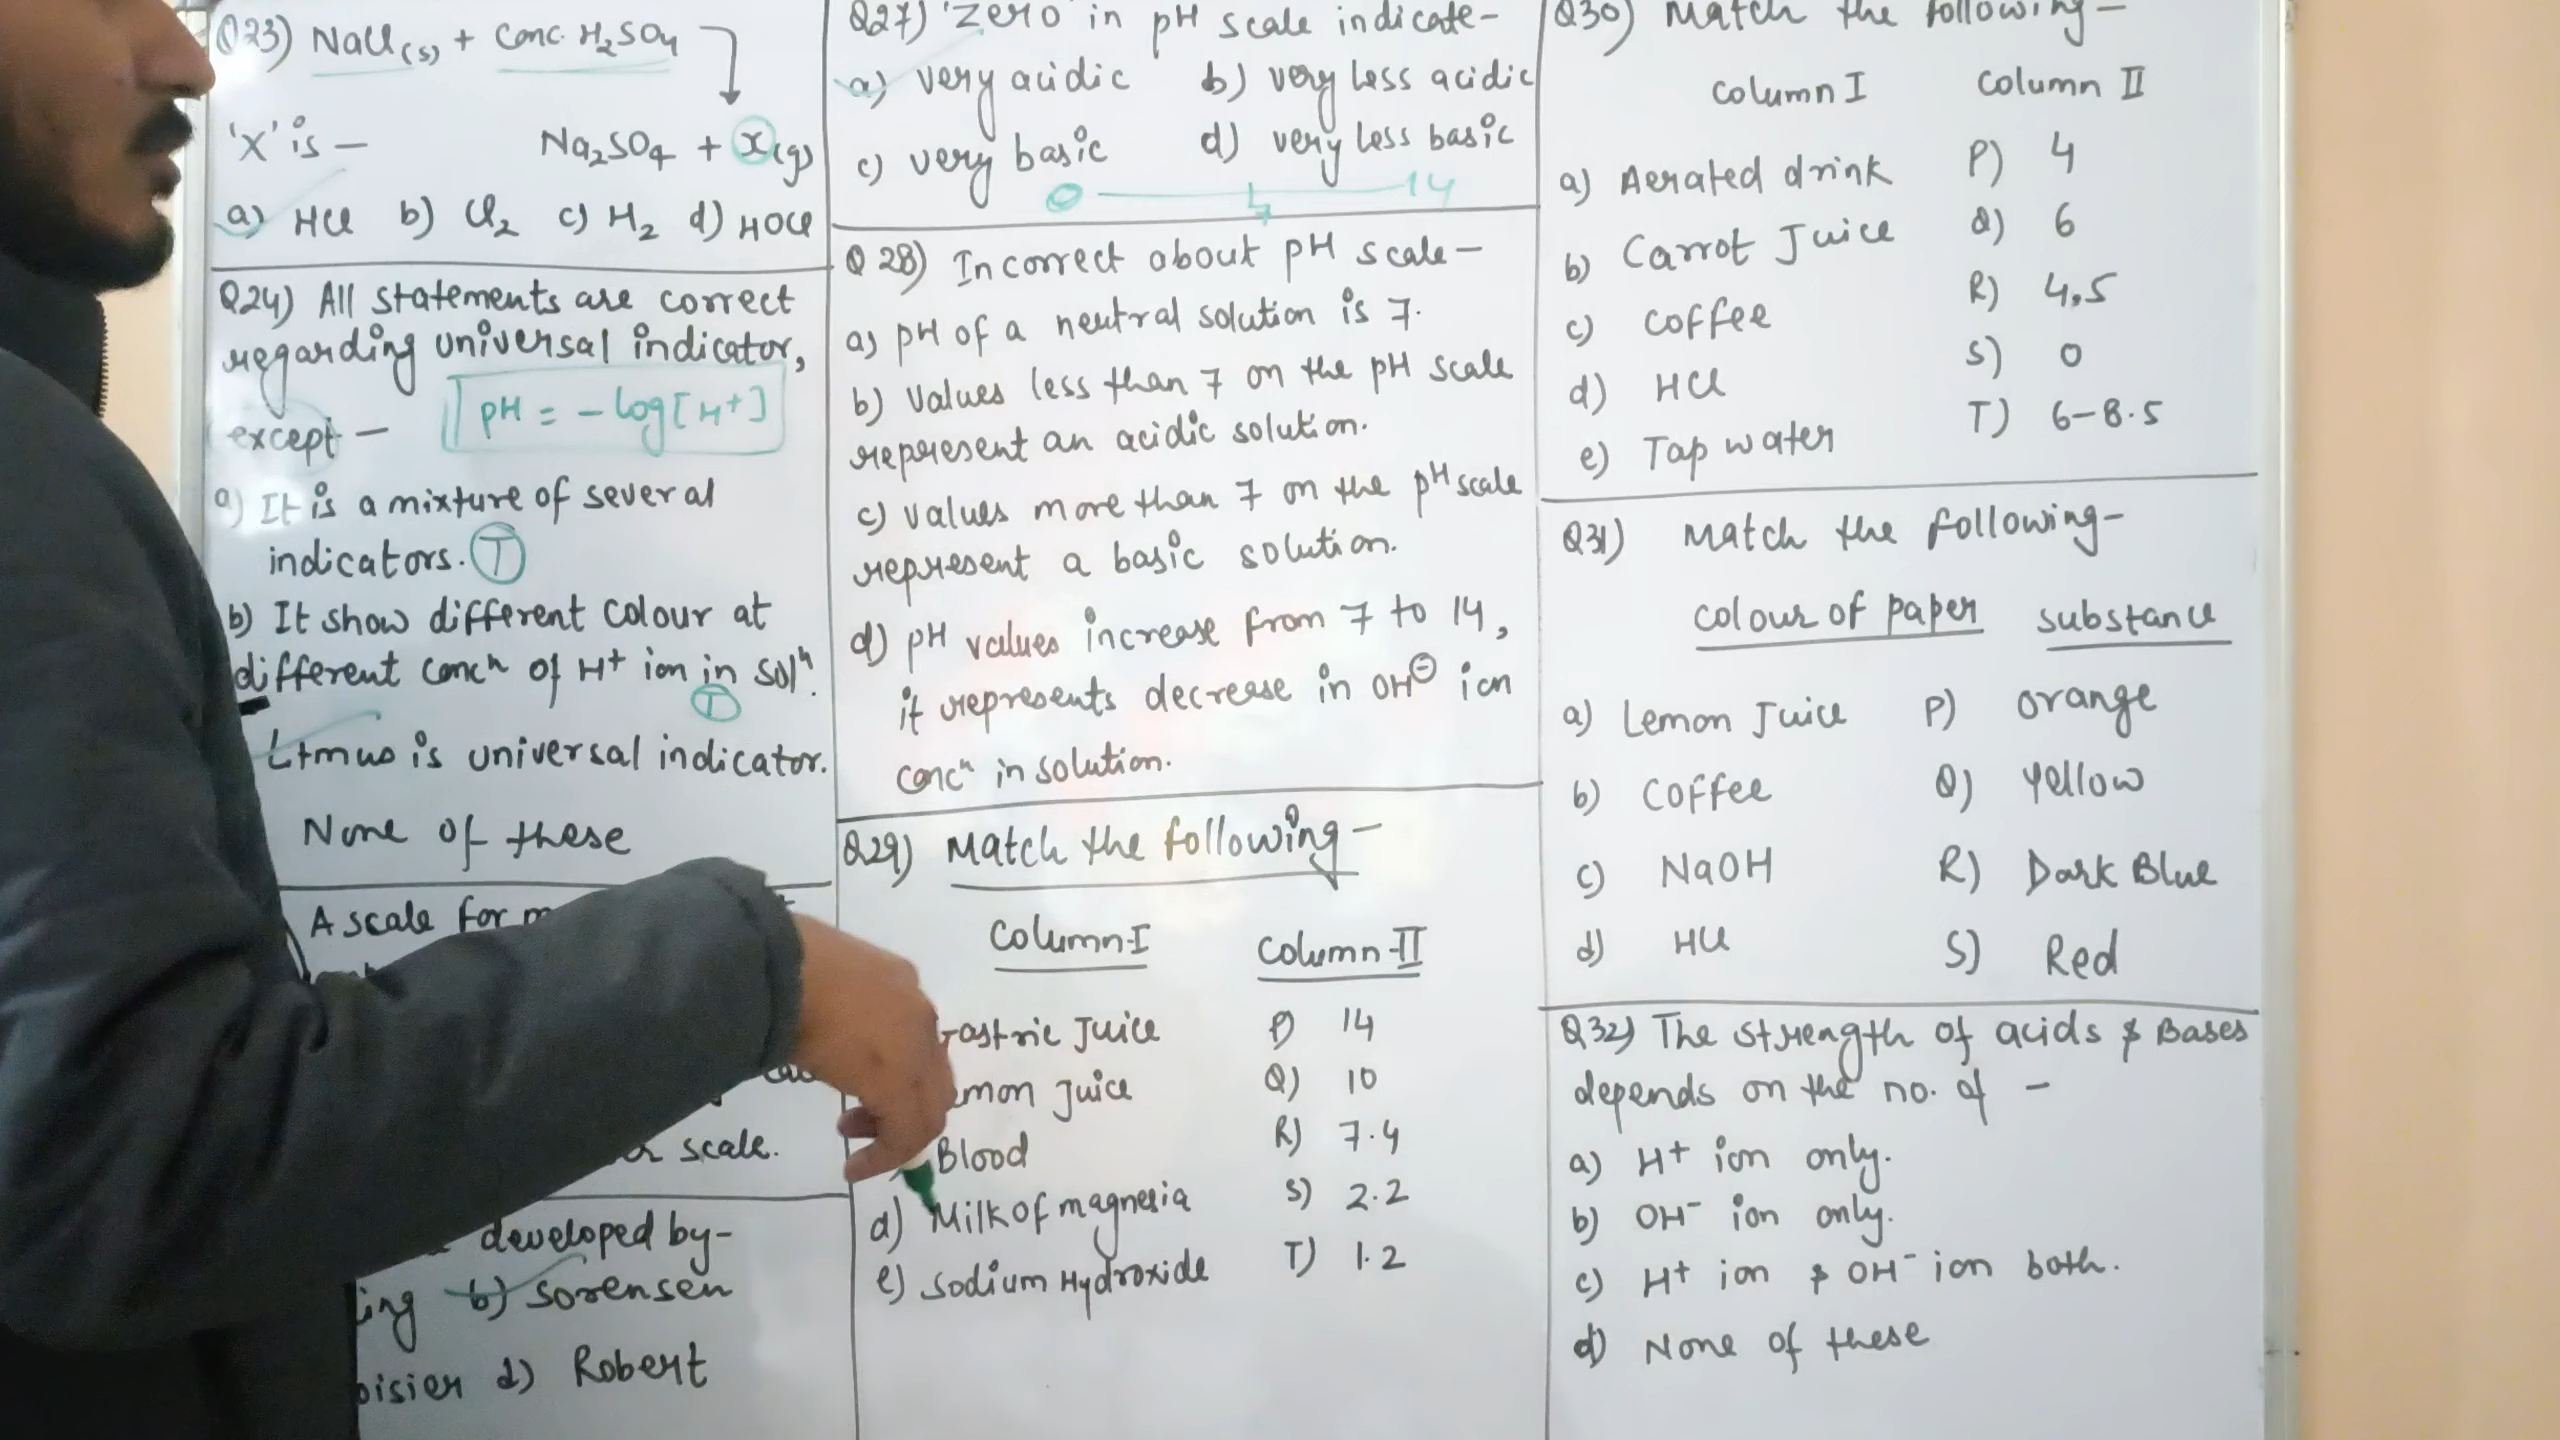 Q23) NaCl(s) + Conc. H₂SO₄
'X' is — Na₂SO₄ + x(g)
a) HCl b) Cl₂ c) H₂ d) HOCl
Q24) All statements are correct
regarding universal indicator,
except — pH = -log[H+]
a) It is a mixture of several
indicators. T
b) It show different colour at
different concⁿ of H+ ion in solⁿ.
T
Litmus is universal indicator.
None of these
A scale for
scale.
developed by-
ing b) Sorensen
oisier d) Robert
Q27) 'Zero' in pH scale indicate-
a) very acidic b) very less acidic
c) very basic d) very less basic
0 7 14
Q28) Incorrect about pH scale-
a) pH of a neutral solution is 7.
b) Values less than 7 on the pH scale
represent an acidic solution.
c) values more than 7 on the pH scale
represent a basic solution.
d) pH values increase from 7 to 14,
it represents decrease in OH⊖ ion
concⁿ in solution.
Q29) Match the following-
Column-I Column-II
Gastric Juice P) 14
emon Juice Q) 10
Blood R) 7.4
d) Milk of magnesia S) 2.2
e) Sodium Hydroxide T) 1.2
Q30) Match the following-
Column I Column II
a) Aerated drink P) 4
b) Carrot Juice Q) 6
c) Coffee R) 4.5
d) HCl S) 0
e) Tap water T) 6-8.5
Q31) Match the following-
colour of paper substance
a) Lemon Juice P) orange
b) Coffee Q) yellow
c) NaOH R) Dark Blue
d) HCl S) Red
Q32) The strength of acids & Bases
depends on the no. of —
a) H+ ion only.
b) OH⁻ ion only.
c) H+ ion & OH⁻ ion both.
d) None of these